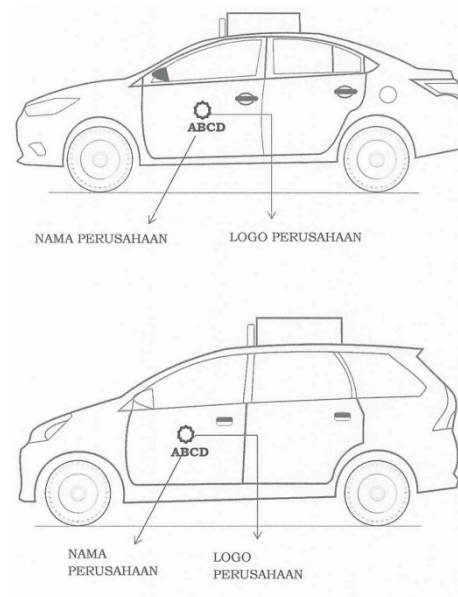 ABCD
NAMA PERUSAHAAN
LOGO PERUSAHAAN
ABCD
NAMA
PERUSAHAAN
LOGO
PERUSAHAAN